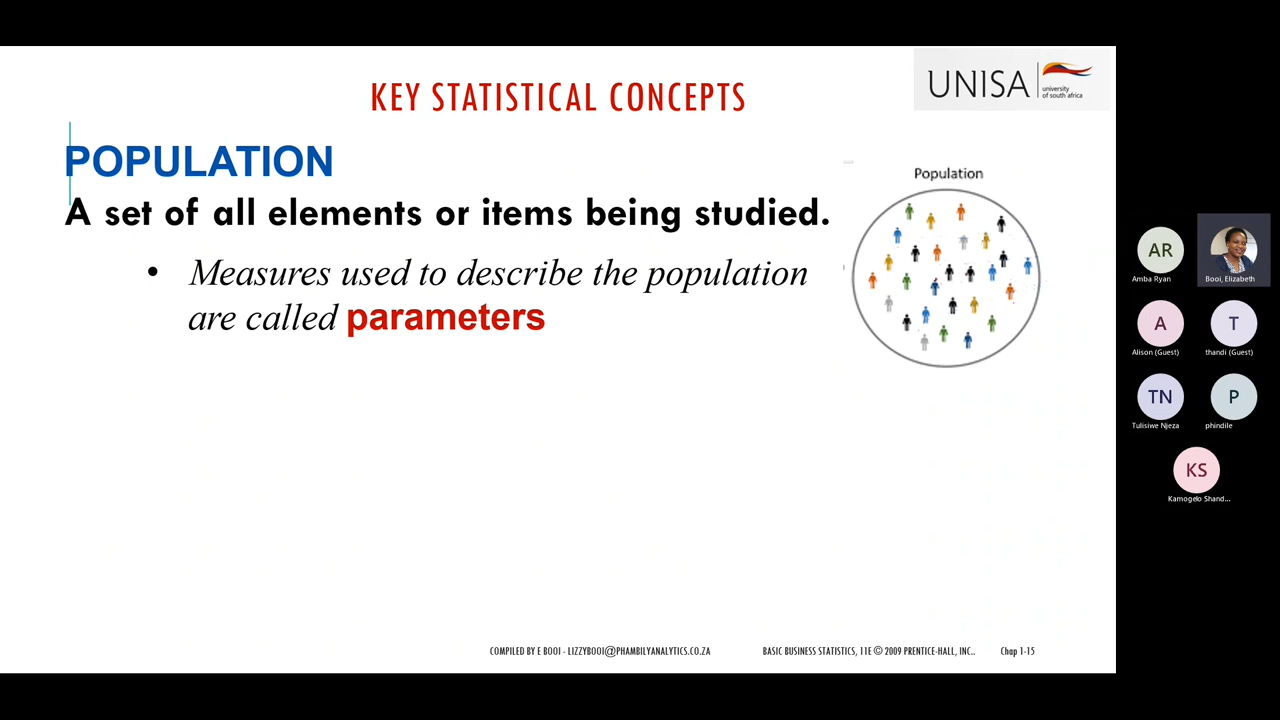 KEY STATISTICAL CONCEPTS
UNISA
university
of south africa
POPULATION
A set of all elements or items being studied.
• Measures used to describe the population
are called parameters
Population
AR
Amba Ryan
Booi, Elizabeth
A
Alison (Guest)
T
thandi (Guest)
TN
Tulisiwe Njeza
P
phindile
KS
Kamogelo Shand...
COMPILED BY E BOOI - LIZZYBOOI@PHAMBILYANALYTICS.CO.ZA
BASIC BUSINESS STATISTICS, 11E © 2009 PRENTICE-HALL, INC..
Chap 1-15